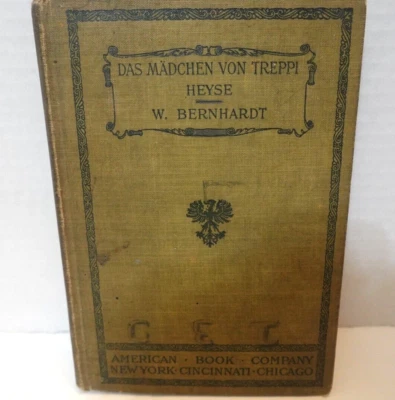 DAS MÄDCHEN VON TREPPI
HEYSE
W. BERNHARDT
C E C
AMERICAN · BOOK · COMPANY
NEW YORK · CINCINNATI · CHICAGO